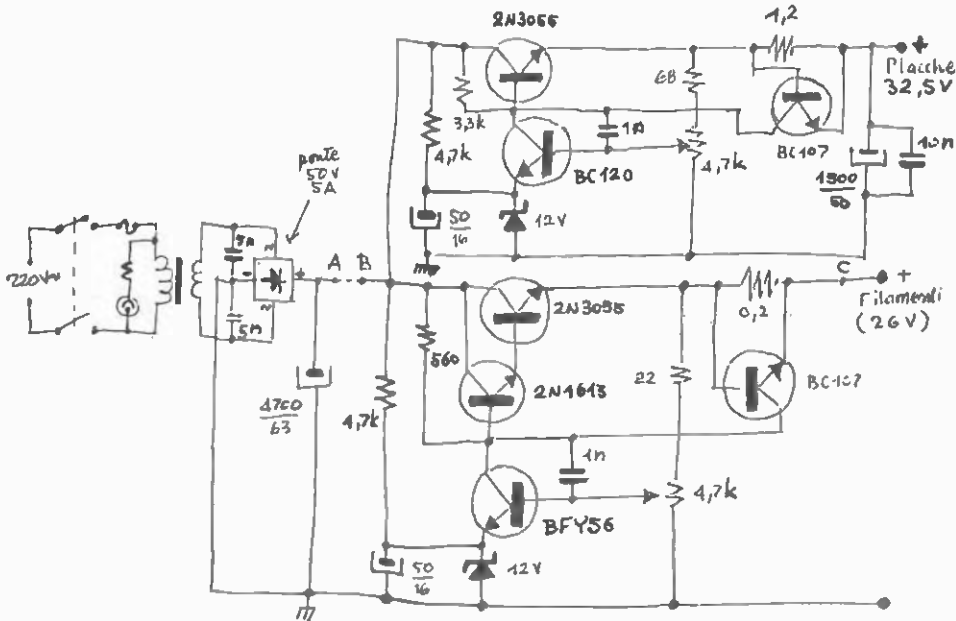 2N3055
1,2
+
Placche
32,5V
68
3,3k
4,7k
1n
4,7k
BC120
BC107
10n
1500
50
ponte
50V
5A
50
16
12V
5n
~
-
+
A
B
C
+
220V~
5n
~
2N3055
0,2
Filamenti
(26V)
560
2N1613
22
BC107
4700
63
4,7k
1n
4,7k
BFY56
50
16
12V